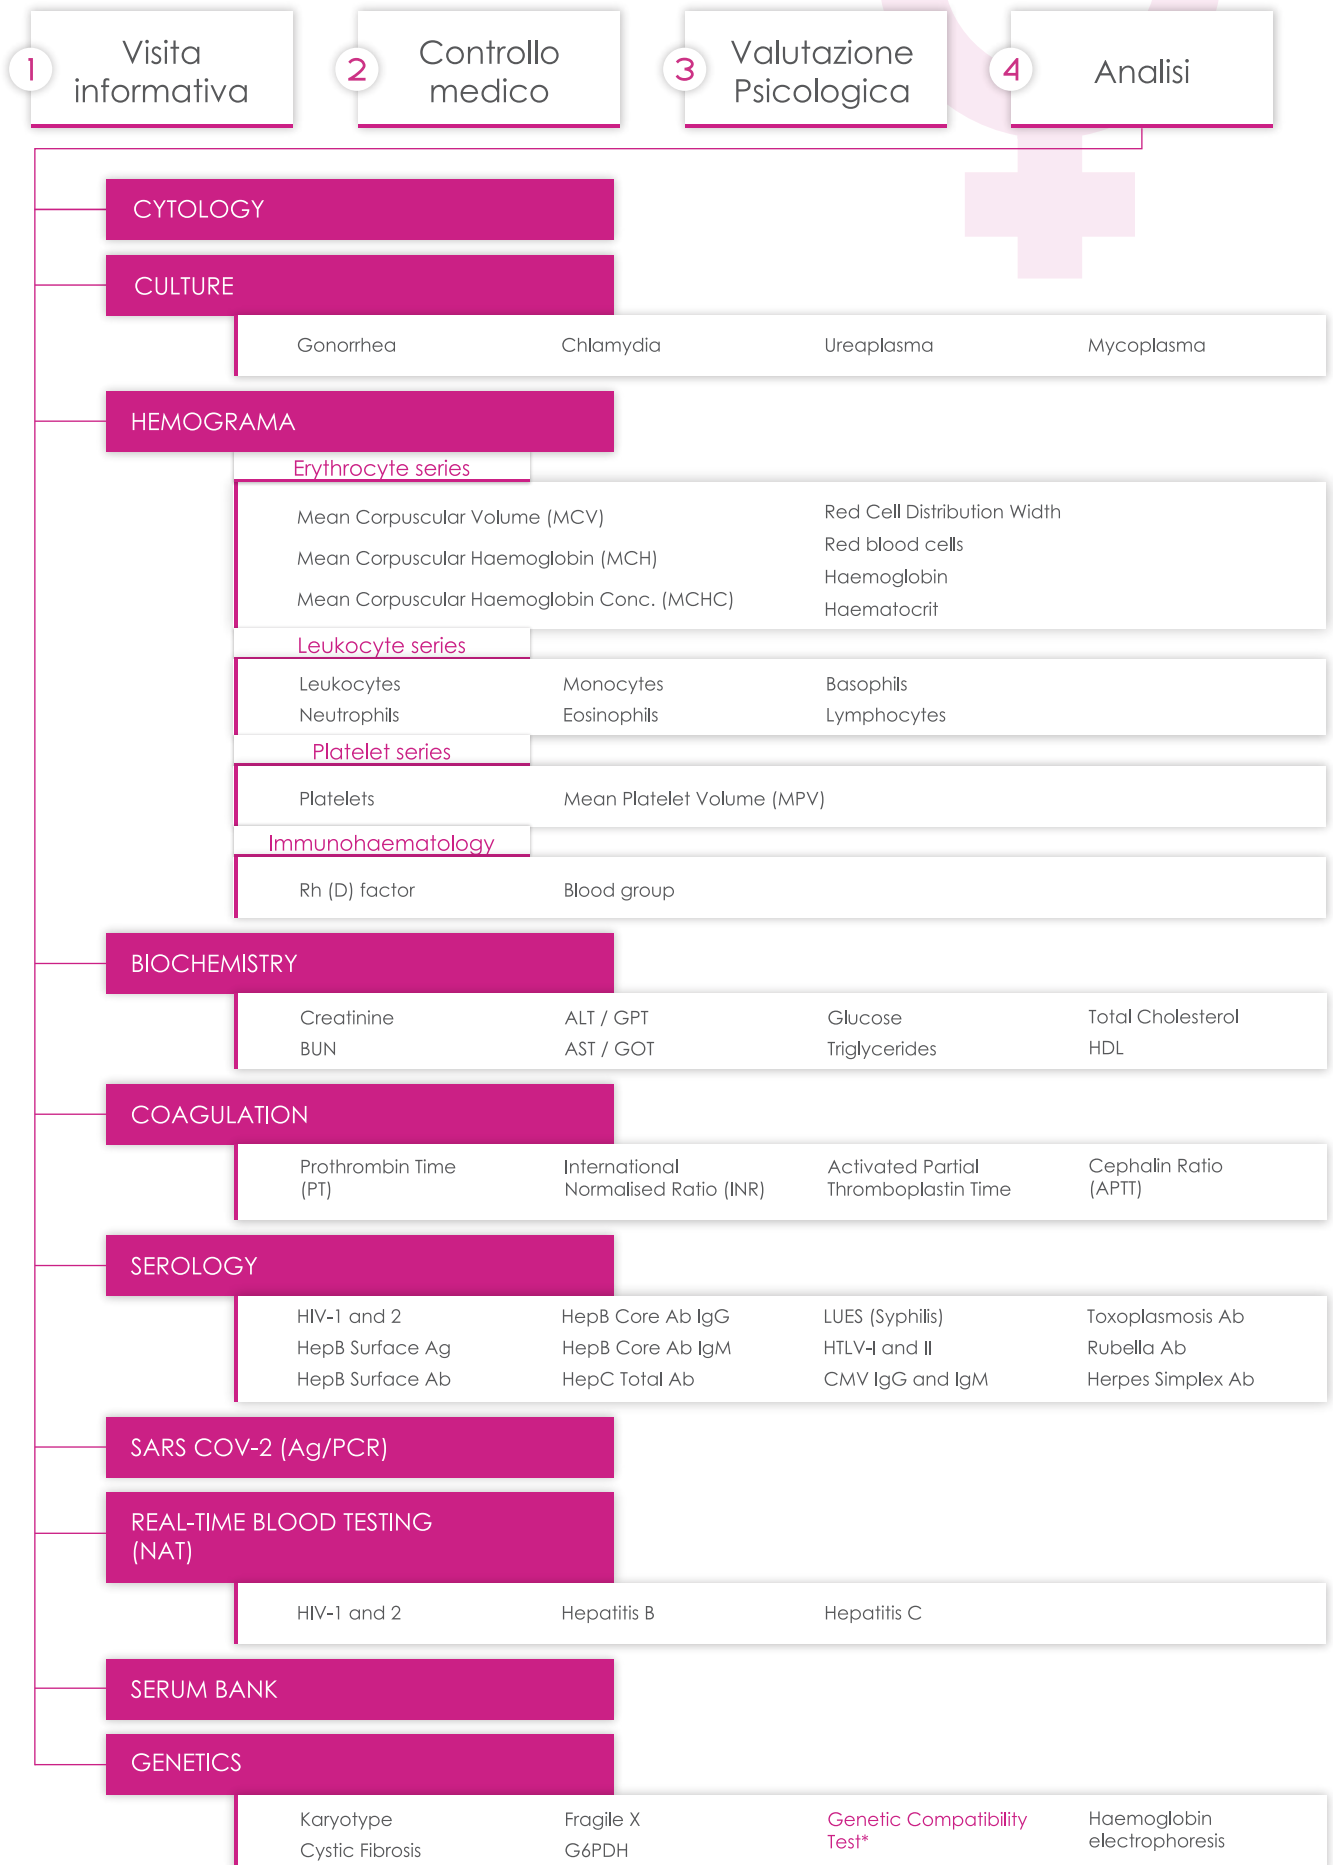 1
Visita
informativa
2
Controllo
medico
3
Valutazione
Psicologica
4
Analisi
CYTOLOGY
CULTURE
Gonorrhea
Chlamydia
Ureaplasma
Mycoplasma
HEMOGRAMA
Erythrocyte series
Mean Corpuscular Volume (MCV)
Mean Corpuscular Haemoglobin (MCH)
Mean Corpuscular Haemoglobin Conc. (MCHC)
Red Cell Distribution Width
Red blood cells
Haemoglobin
Haematocrit
Leukocyte series
Leukocytes
Monocytes
Basophils
Neutrophils
Eosinophils
Lymphocytes
Platelet series
Platelets
Mean Platelet Volume (MPV)
Immunohaematology
Rh (D) factor
Blood group
BIOCHEMISTRY
Creatinine
ALT / GPT
Glucose
Total Cholesterol
BUN
AST / GOT
Triglycerides
HDL
COAGULATION
Prothrombin Time
(PT)
International
Normalised Ratio (INR)
Activated Partial
Thromboplastin Time
Cephalin Ratio
(APTT)
SEROLOGY
HIV-1 and 2
HepB Core Ab IgG
LUES (Syphilis)
Toxoplasmosis Ab
HepB Surface Ag
HepB Core Ab IgM
HTLV-I and II
Rubella Ab
HepB Surface Ab
HepC Total Ab
CMV IgG and IgM
Herpes Simplex Ab
SARS COV-2 (Ag/PCR)
REAL-TIME BLOOD TESTING
(NAT)
HIV-1 and 2
Hepatitis B
Hepatitis C
SERUM BANK
GENETICS
Karyotype
Fragile X
Genetic Compatibility
Test*
Haemoglobin
electrophoresis
Cystic Fibrosis
G6PDH